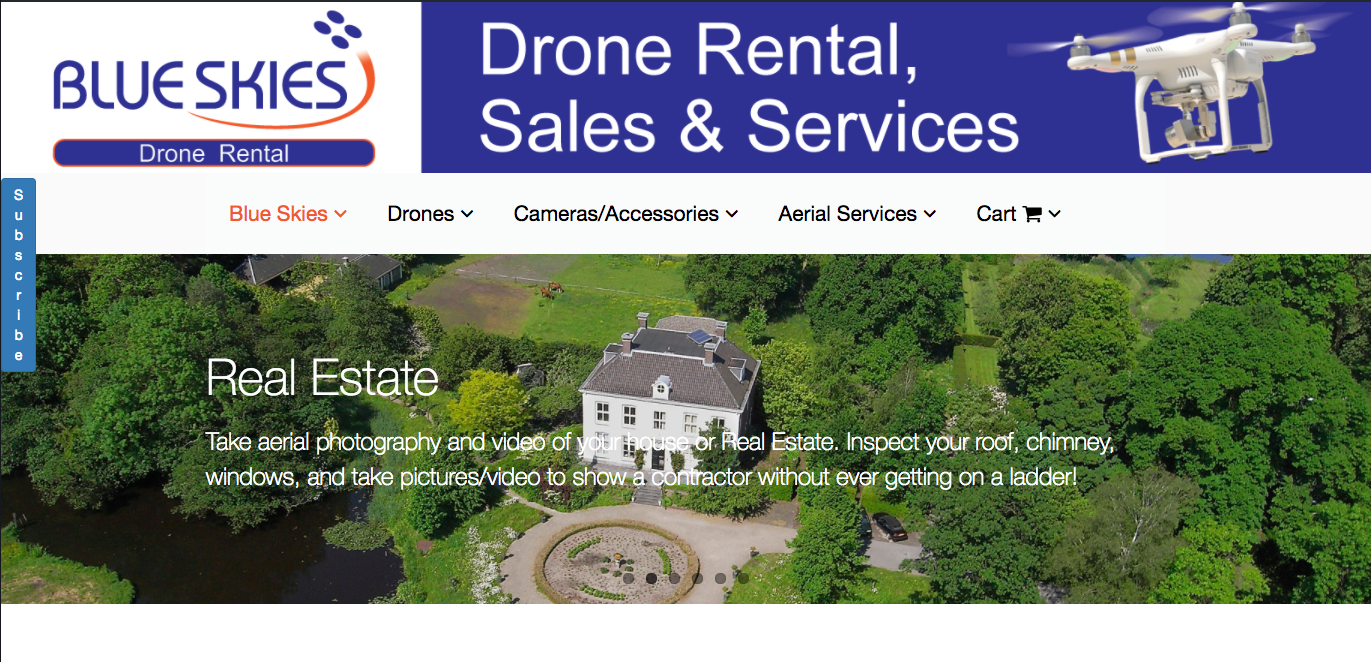 BLUE SKIES
Drone Rental
Drone Rental,
Sales & Services
Subscribe
Blue Skies
Drones
Cameras/Accessories
Aerial Services
Cart
Real Estate
Take aerial photography and video of your house or Real Estate. Inspect your roof, chimney,
windows, and take pictures/video to show a contractor without ever getting on a ladder!